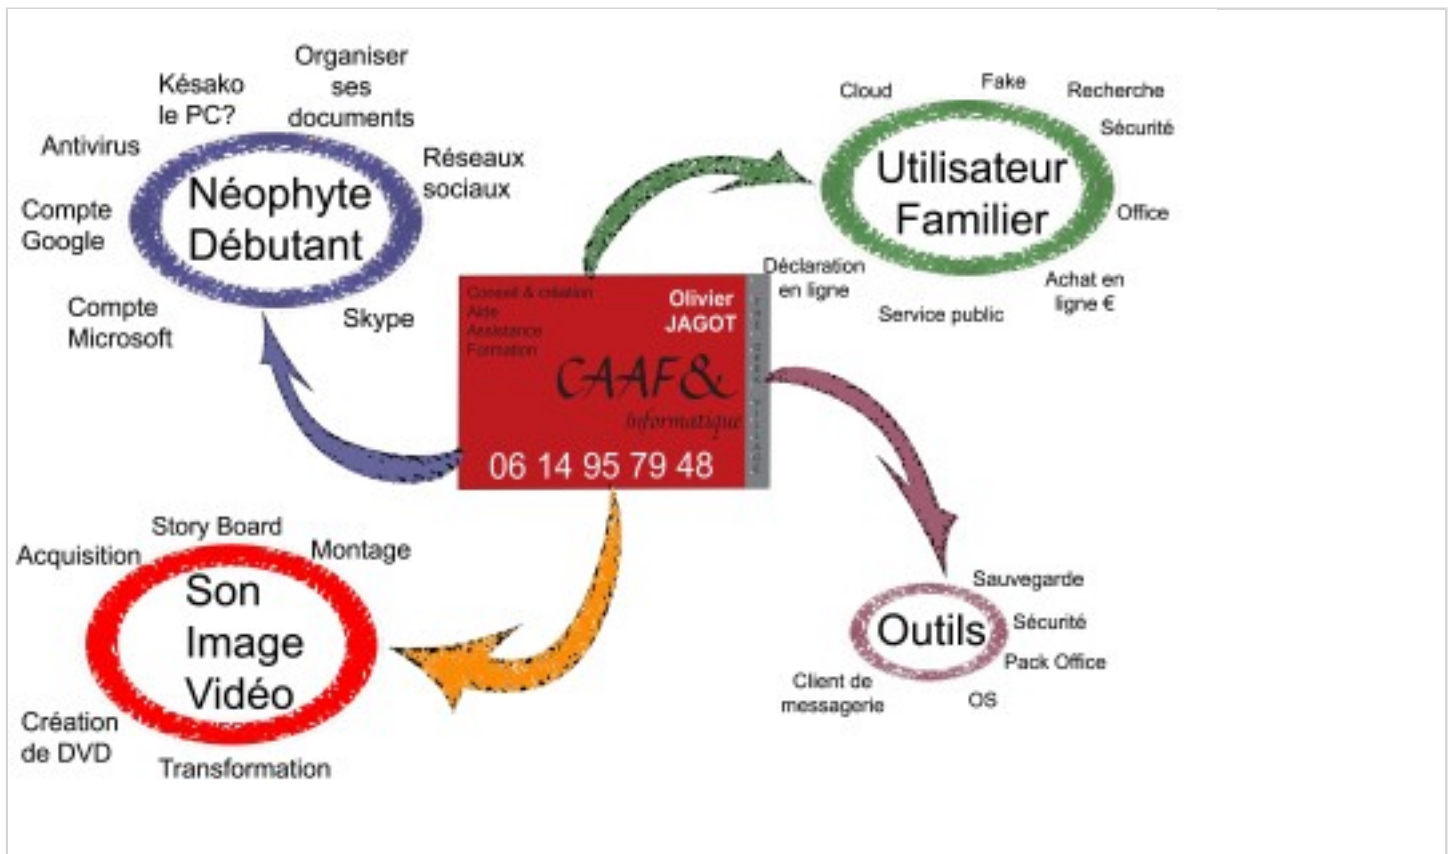 Késako
le PC?
Organiser
ses
documents
Antivirus
Réseaux
sociaux
Compte
Google
Néophyte
Débutant
Compte
Microsoft
Skype
Cloud
Fake
Recherche
Sécurité
Utilisateur
Familier
Office
Déclaration
en ligne
Achat en
ligne €
Service public
Conseil & création
Aide
Assistance
Formation
Olivier
JAGOT
CAAF&
Informatique
06 14 95 79 48
Story Board
Acquisition
Montage
Son
Image
Vidéo
Création
de DVD
Transformation
Sauvegarde
Outils
Sécurité
Pack Office
Client de
messagerie
OS